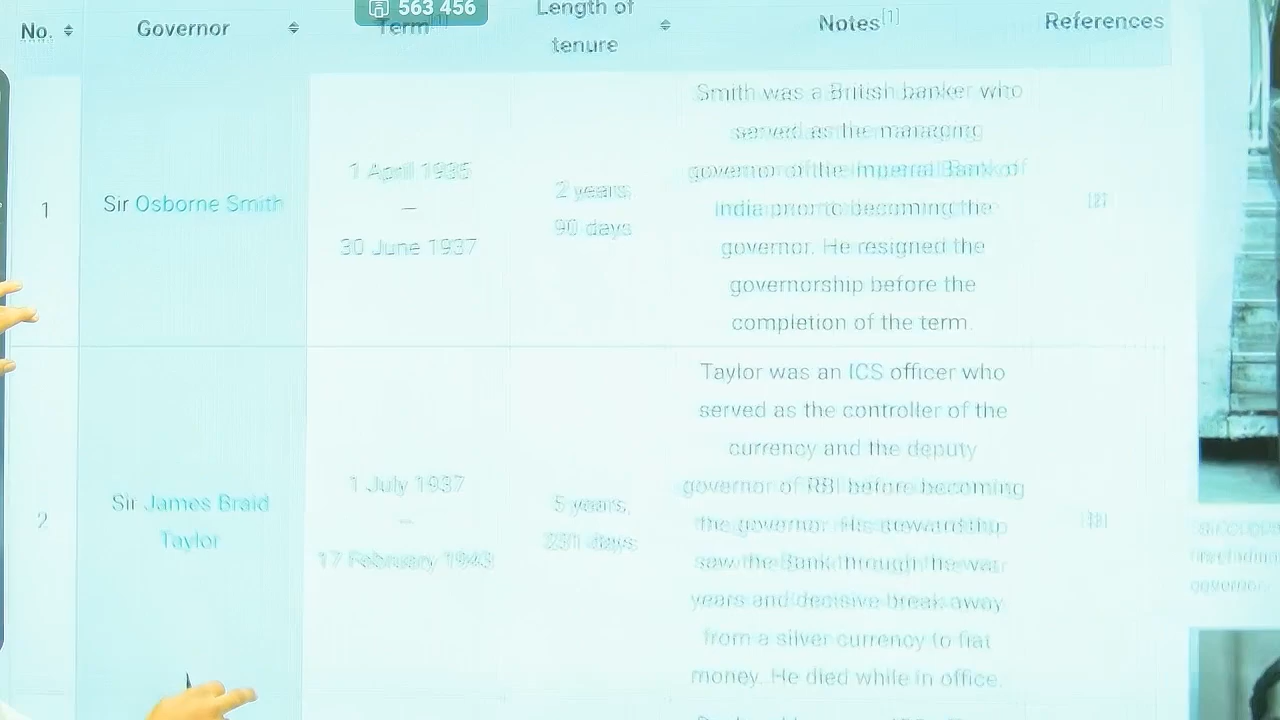 563 456
No.
Governor
Term[1]
Length of
tenure
Notes[1]
References
1
Sir Osborne Smith
1 April 1935
—
30 June 1937
2 years,
90 days
Smith was a British banker who
served as the managing
governor of the Imperial Bank of
India prior to becoming the
governor. He resigned the
governorship before the
completion of the term.
[2]
2
Sir James Braid
Taylor
1 July 1937
—
17 February 1943
5 years,
231 days
Taylor was an ICS officer who
served as the controller of the
currency and the deputy
governor of RBI before becoming
the governor. His stewardship
saw the Bank through the war
years and decisive break away
from a silver currency to fiat
money. He died while in office.
[3]
governor.